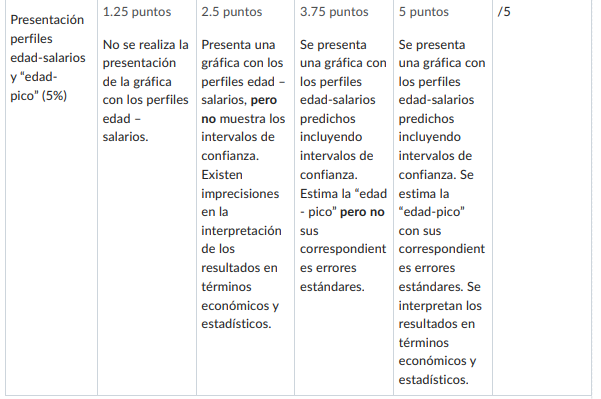 Presentación
perfiles
edad-salarios
y “edad-
pico” (5%)
1.25 puntos
No se realiza la
presentación
de la gráfica
con los perfiles
edad –
salarios.
2.5 puntos
Presenta una
gráfica con los
perfiles edad –
salarios, pero
no muestra los
intervalos de
confianza.
Existen
imprecisiones
en la
interpretación
de los
resultados en
términos
económicos y
estadísticos.
3.75 puntos
Se presenta
una gráfica con
los perfiles
edad-salarios
predichos
incluyendo
intervalos de
confianza.
Estima la “edad
- pico” pero no
sus
correspondient
es errores
estándares.
5 puntos
Se presenta
una gráfica con
los perfiles
edad-salarios
predichos
incluyendo
intervalos de
confianza. Se
estima la
“edad-pico”
con sus
correspondient
es errores
estándares. Se
interpretan los
resultados en
términos
económicos y
estadísticos.
/5